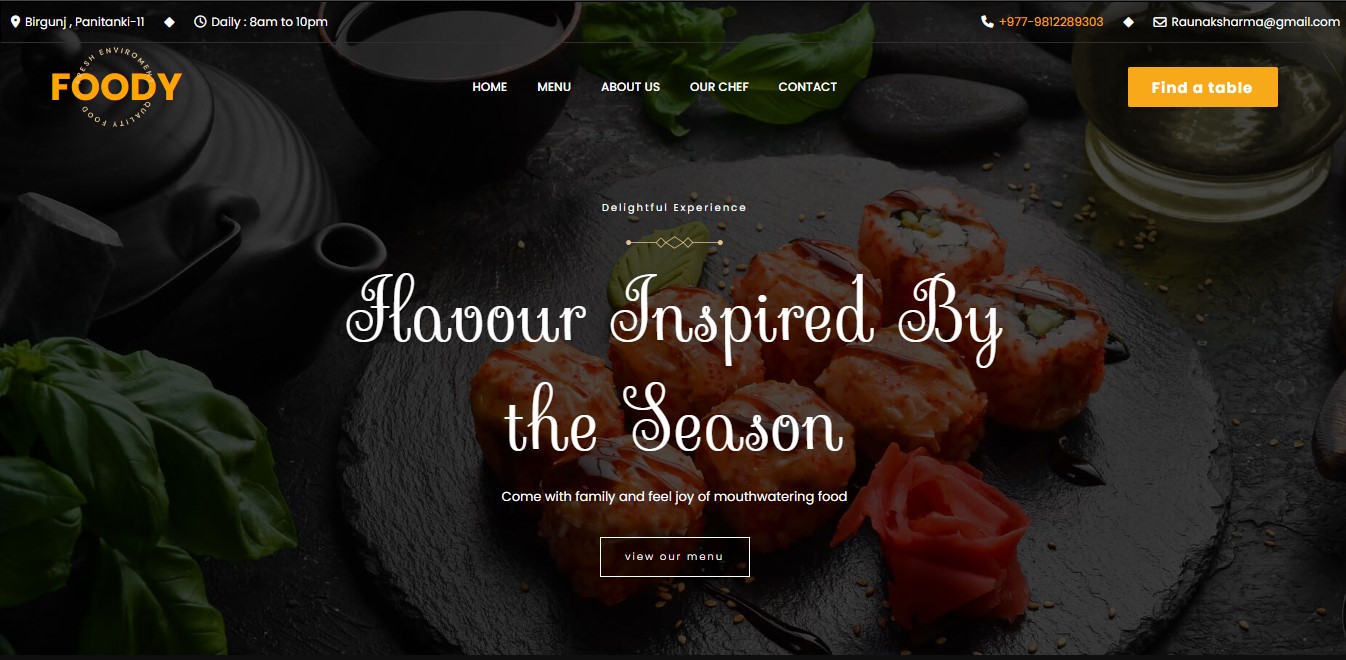 Birgunj , Panitanki-11 ◆ Daily : 8am to 10pm
+977-9812289303 ◆ Raunaksharma@gmail.com
FOODY
QUALITY FOOD
HOME MENU ABOUT US OUR CHEF CONTACT
Find a table
Delightful Experience
Flavour Inspired By
the Season
Come with family and feel joy of mouthwatering food
view our menu